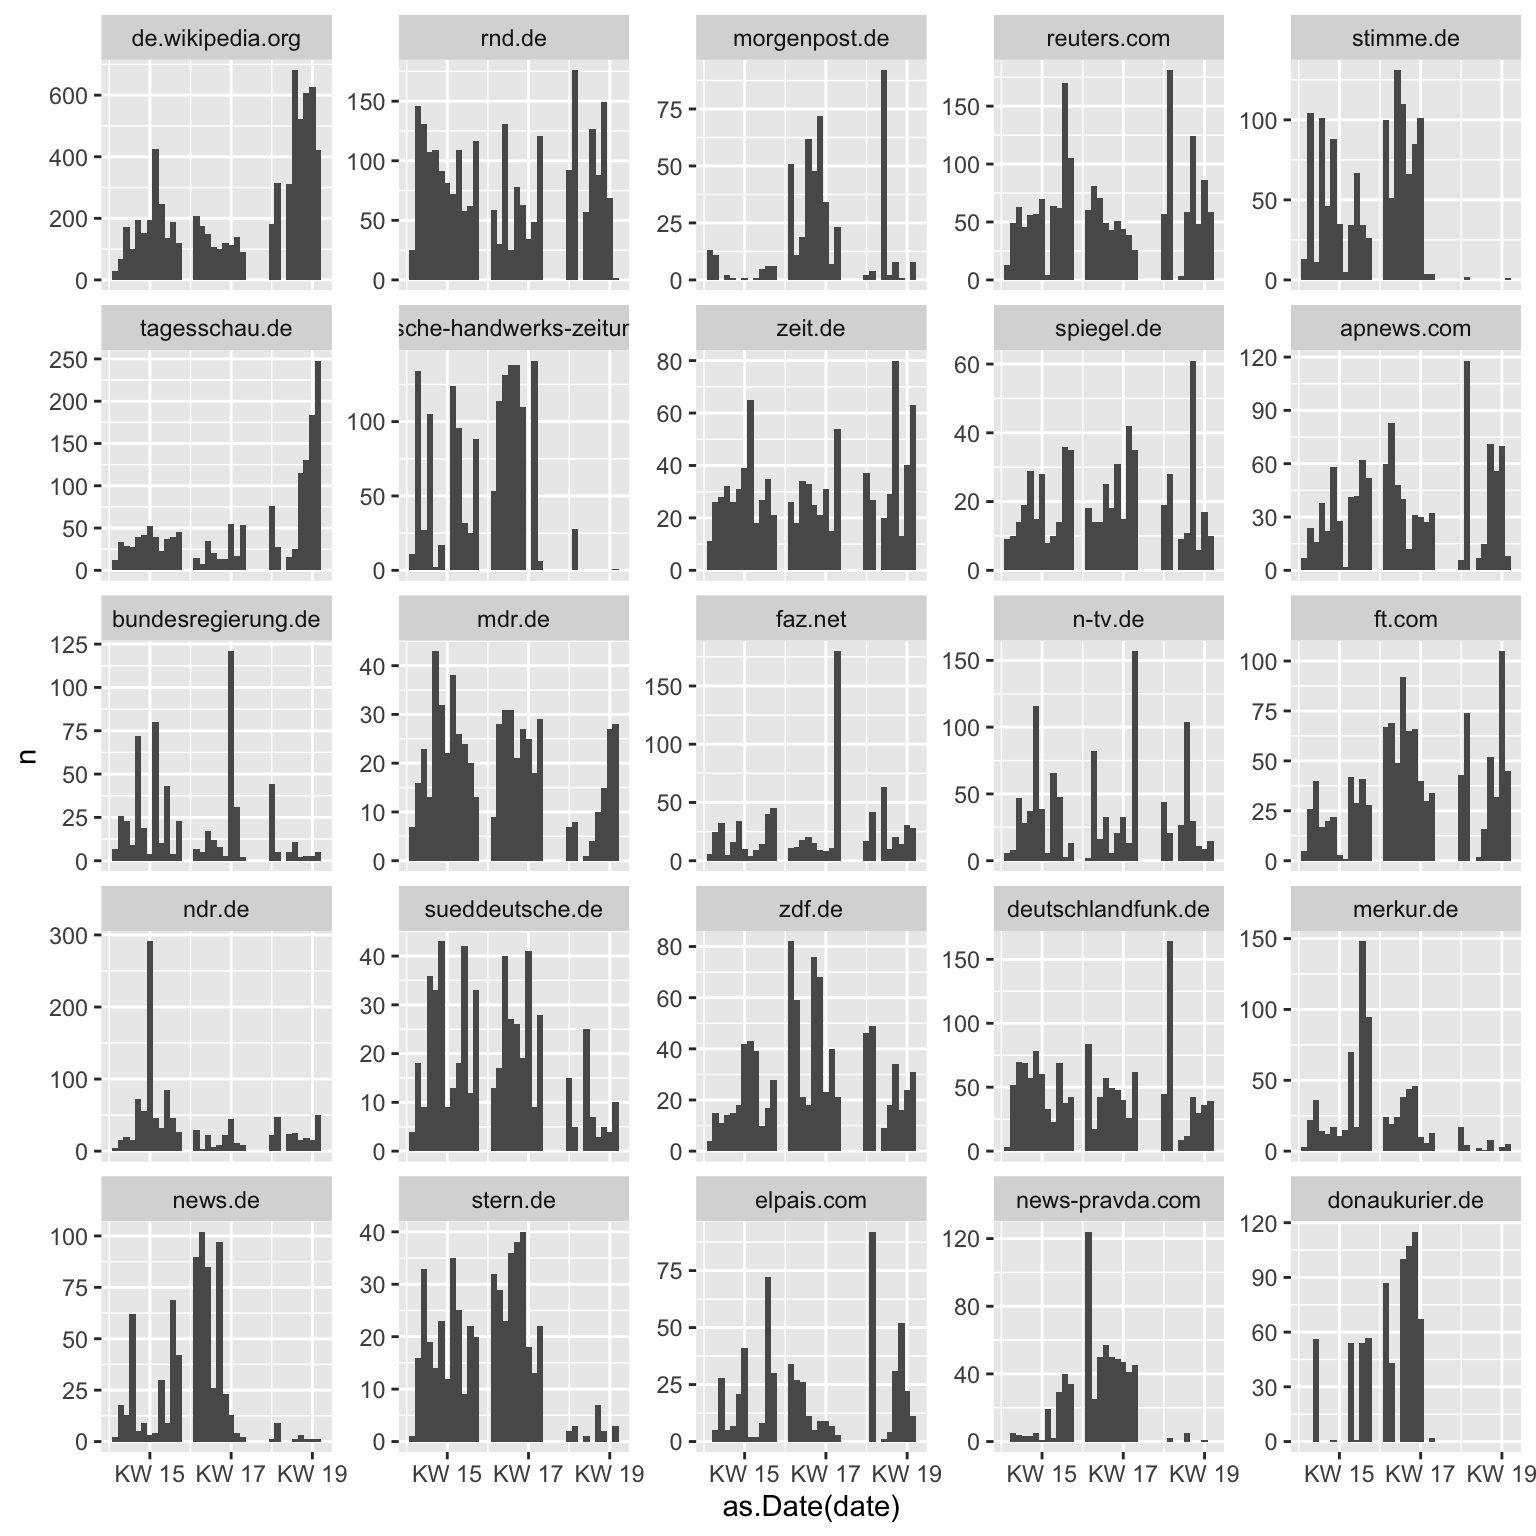 de.wikipedia.org rnd.de morgenpost.de reuters.com stimme.de
600 400 200 0
150 100 50 0
75 50 25 0
150 100 50 0
100 50 0
tagesschau.de sche-handwerks-zeitur zeit.de spiegel.de apnews.com
250 200 150 100 50 0
100 50 0
80 60 40 20 0
60 40 20 0
120 90 60 30 0
bundesregierung.de mdr.de faz.net n-tv.de ft.com
125 100 75 50 25 0
40 30 20 10 0
150 100 50 0
150 100 50 0
100 75 50 25 0
n
ndr.de sueddeutsche.de zdf.de deutschlandfunk.de merkur.de
300 200 100 0
40 30 20 10 0
80 60 40 20 0
150 100 50 0
150 100 50 0
news.de stern.de elpais.com news-pravda.com donaukurier.de
100 75 50 25 0
40 30 20 10 0
75 50 25 0
120 80 40 0
120 90 60 30 0
KW 15 KW 17 KW 19 KW 15 KW 17 KW 19 KW 15 KW 17 KW 19 KW 15 KW 17 KW 19 KW 15 KW 17 KW 19
as.Date(date)